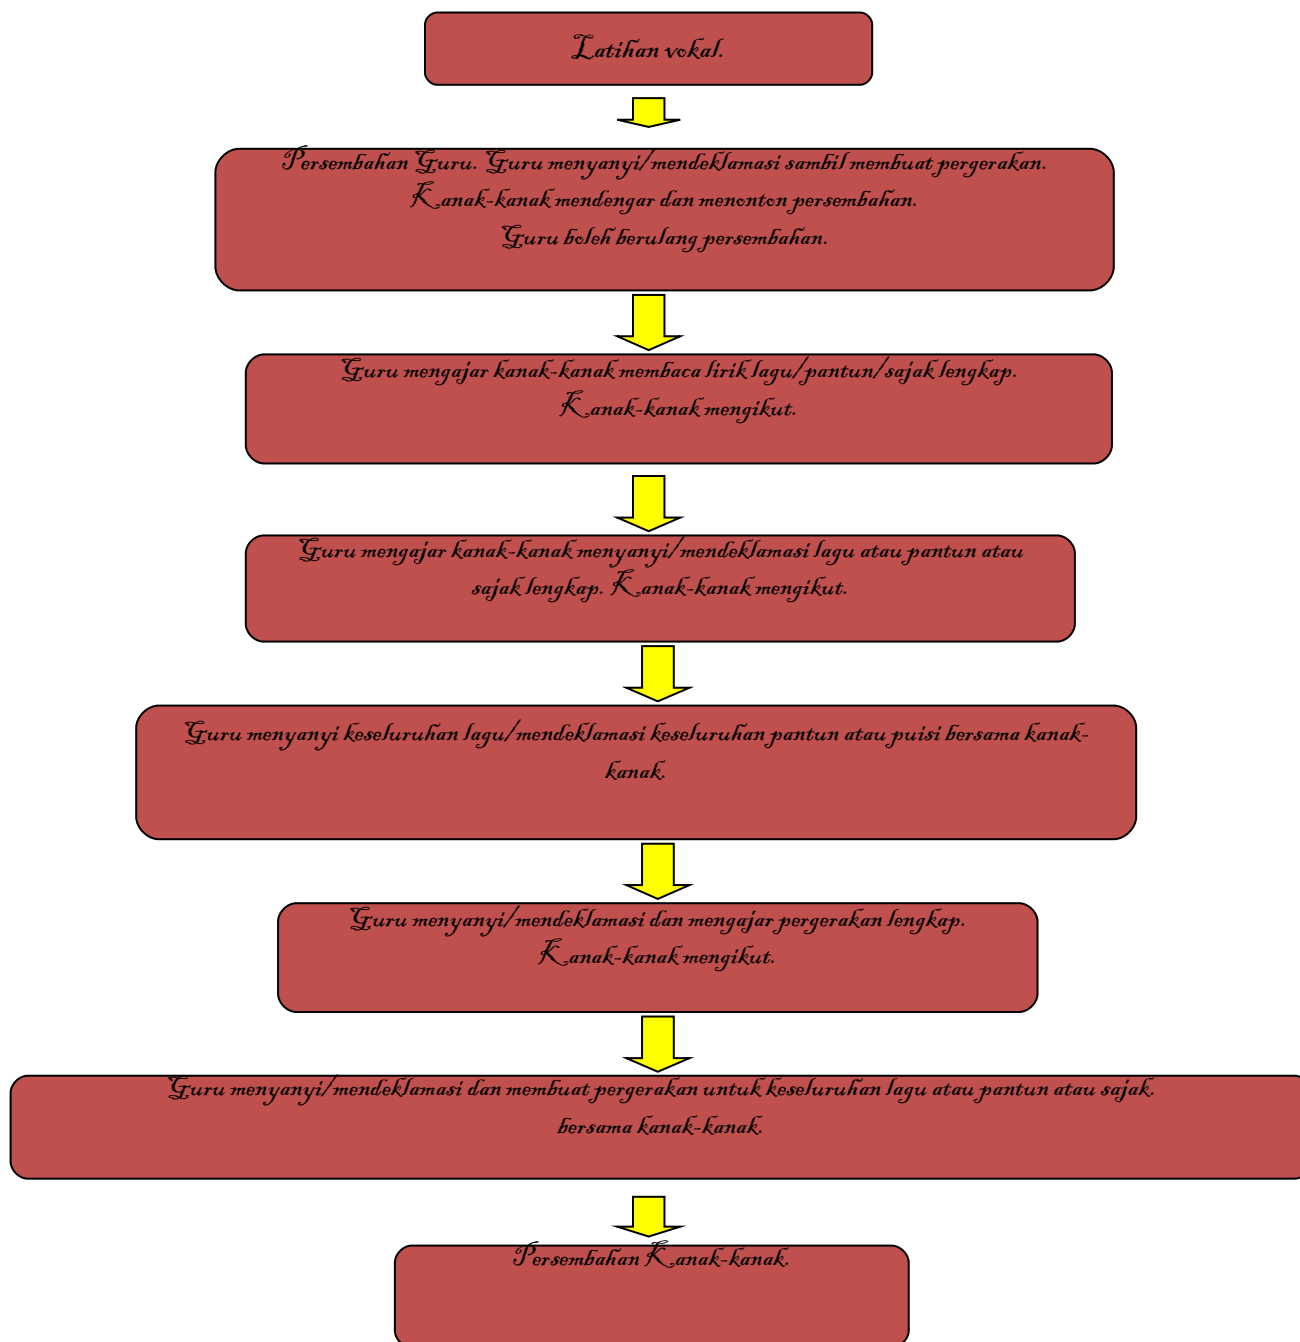 Latihan vokal.
Persembahan Guru. Guru menyanyi/mendeklamasi sambil membuat pergerakan.
Kanak-kanak mendengar dan menonton persembahan.
Guru boleh berulang persembahan.
Guru mengajar kanak-kanak membaca lirik lagu/pantun/sajak lengkap.
Kanak-kanak mengikut.
Guru mengajar kanak-kanak menyanyi/mendeklamasi lagu atau pantun atau
sajak lengkap. Kanak-kanak mengikut.
Guru menyanyi keseluruhan lagu/mendeklamasi keseluruhan pantun atau puisi bersama kanak-
kanak.
Guru menyanyi/mendeklamasi dan mengajar pergerakan lengkap.
Kanak-kanak mengikut.
Guru menyanyi/mendeklamasi dan membuat pergerakan untuk keseluruhan lagu atau pantun atau sajak.
bersama kanak-kanak.
Persembahan Kanak-kanak.